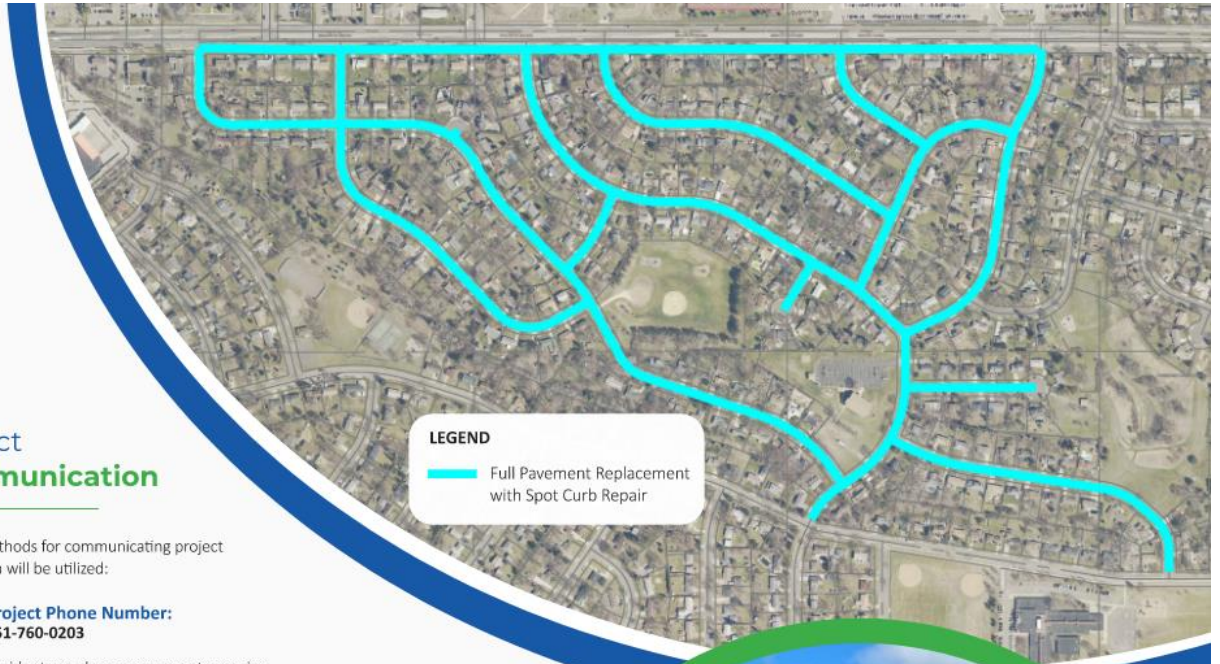 LEGEND
Full Pavement Replacement
with Spot Curb Repair
ct
munication
thods for communicating project
n will be utilized:
roject Phone Number:
51-760-0203